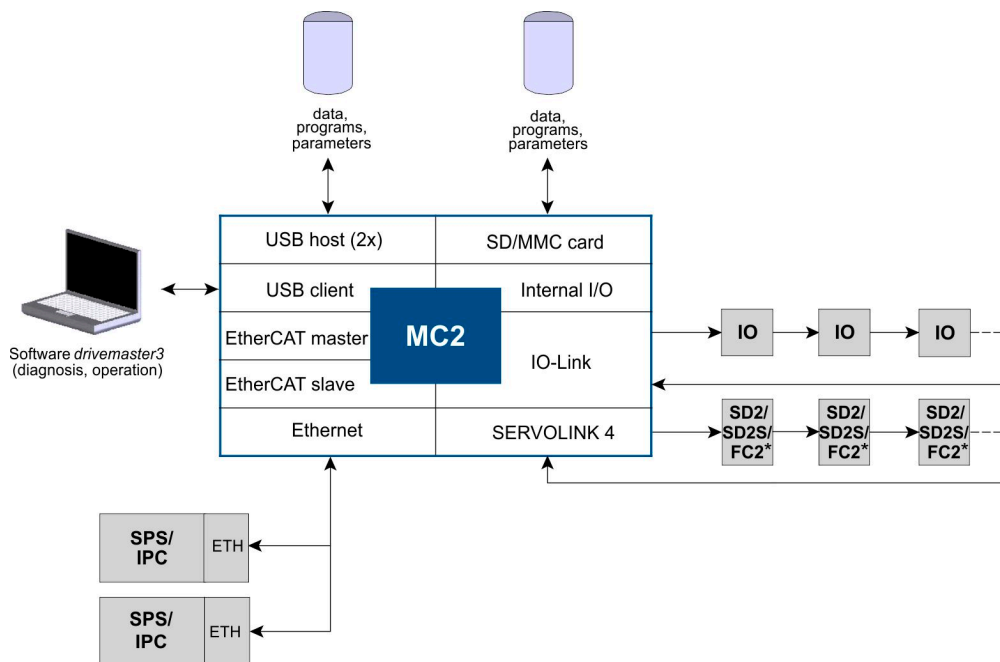 data,
programs,
parameters
data,
programs,
parameters
USB host (2x)
SD/MMC card
USB client
Internal I/O
MC2
EtherCAT master
EtherCAT slave
IO-Link
Ethernet
SERVOLINK 4
Software drivemaster3
(diagnosis, operation)
IO
IO
IO
SD2/
SD2S/
FC2*
SD2/
SD2S/
FC2*
SD2/
SD2S/
FC2*
SPS/
IPC
ETH
SPS/
IPC
ETH